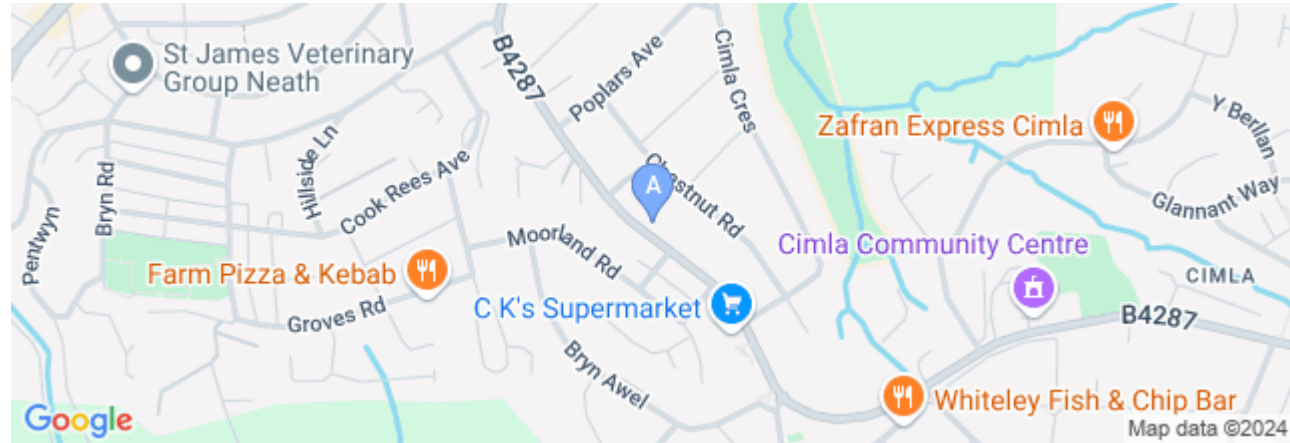 St James Veterinary
Group Neath
B4287
Poplars Ave
Cimla Cres
Zafran Express Cimla
Y Berllan
Pentwyn
Bryn Rd
Hillside Ln
Cook Rees Ave
A
Chestnut Rd
Glannant Way
Moorland Rd
Cimla Community Centre
Farm Pizza & Kebab
CIMLA
Groves Rd
C K's Supermarket
B4287
Bryn Awel
Whiteley Fish & Chip Bar
Google
Map data ©2024